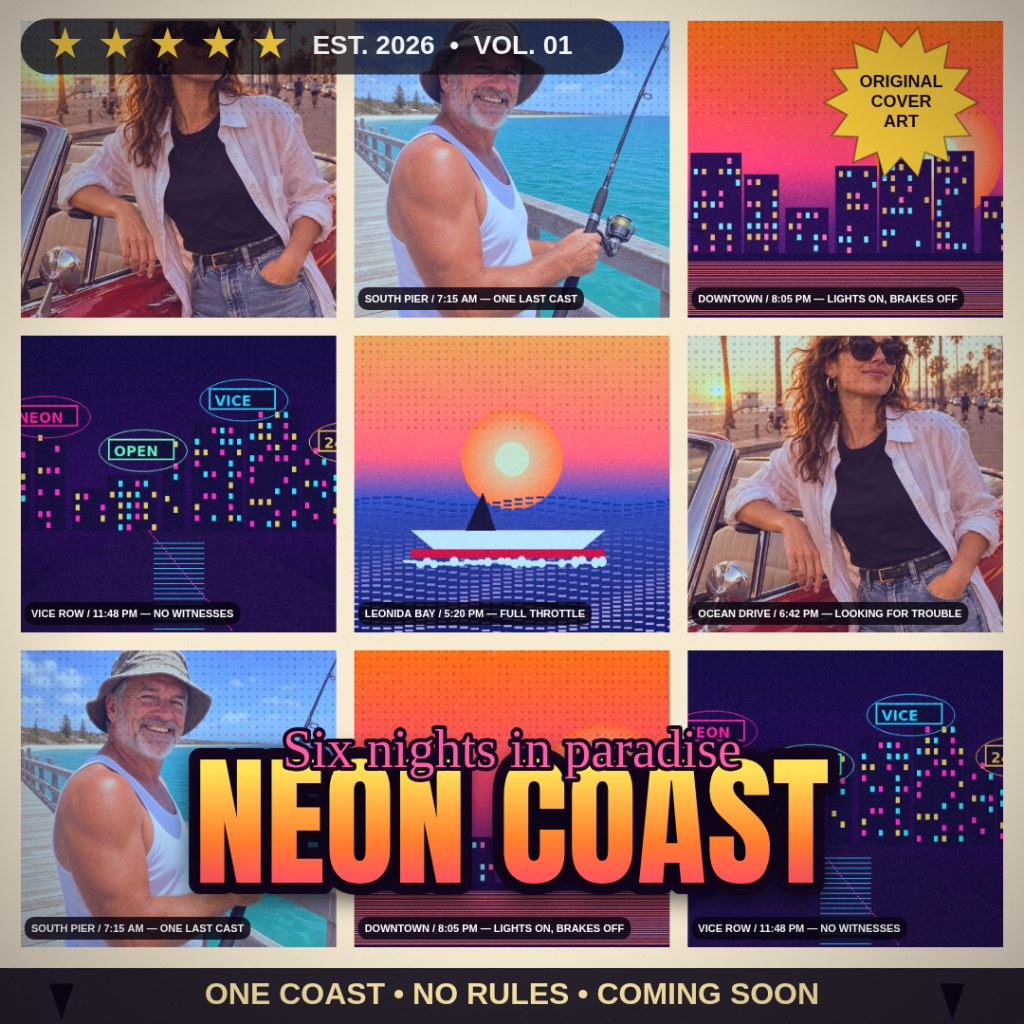 ★ ★ ★ ★ ★ EST. 2026 • VOL. 01
ORIGINAL
COVER
ART
SOUTH PIER / 7:15 AM — ONE LAST CAST
DOWNTOWN / 8:05 PM — LIGHTS ON, BRAKES OFF
NEON
VICE
OPEN
VICE ROW / 11:48 PM — NO WITNESSES
LEONIDA BAY / 5:20 PM — FULL THROTTLE
OCEAN DRIVE / 6:42 PM — LOOKING FOR TROUBLE
VICE
Six nights in paradise
NEON COAST
SOUTH PIER / 7:15 AM — ONE LAST CAST
DOWNTOWN / 8:05 PM — LIGHTS ON, BRAKES OFF
VICE ROW / 11:48 PM — NO WITNESSES
ONE COAST • NO RULES • COMING SOON